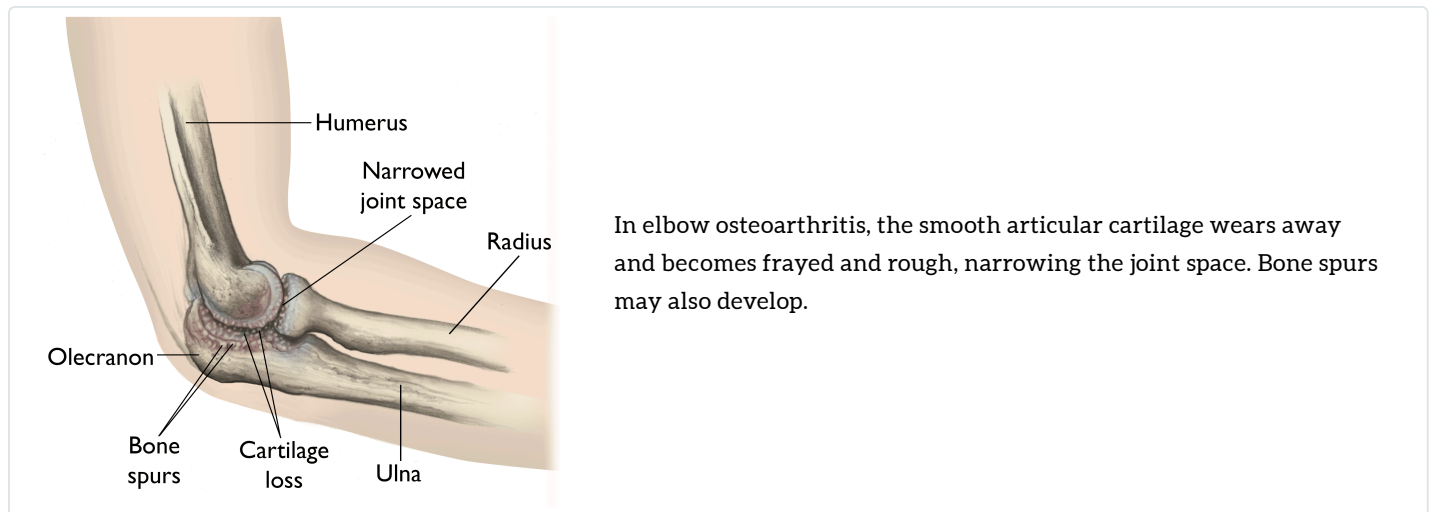 Humerus
Narrowed
joint space
Radius
Olecranon
Bone
spurs
Cartilage
loss
Ulna
In elbow osteoarthritis, the smooth articular cartilage wears away
and becomes frayed and rough, narrowing the joint space. Bone spurs
may also develop.